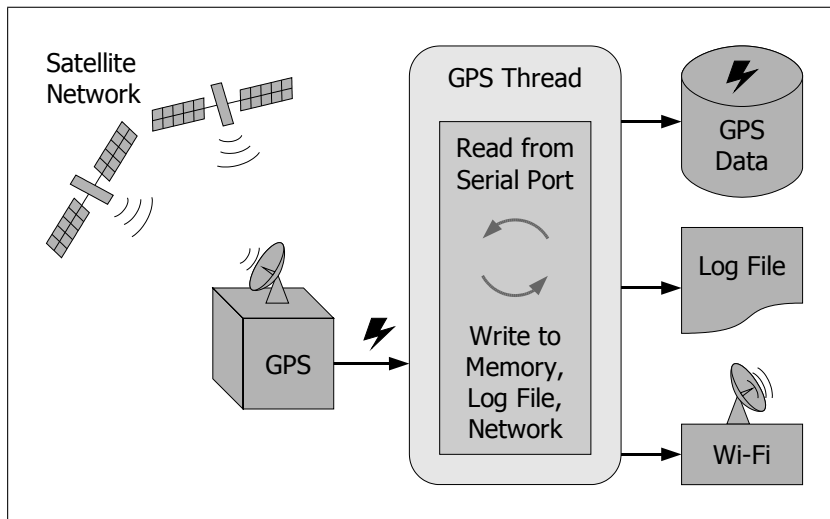 Satellite
Network
GPS Thread
Read from
Serial Port
Write to
Memory,
Log File,
Network
GPS
GPS
Data
Log File
Wi-Fi